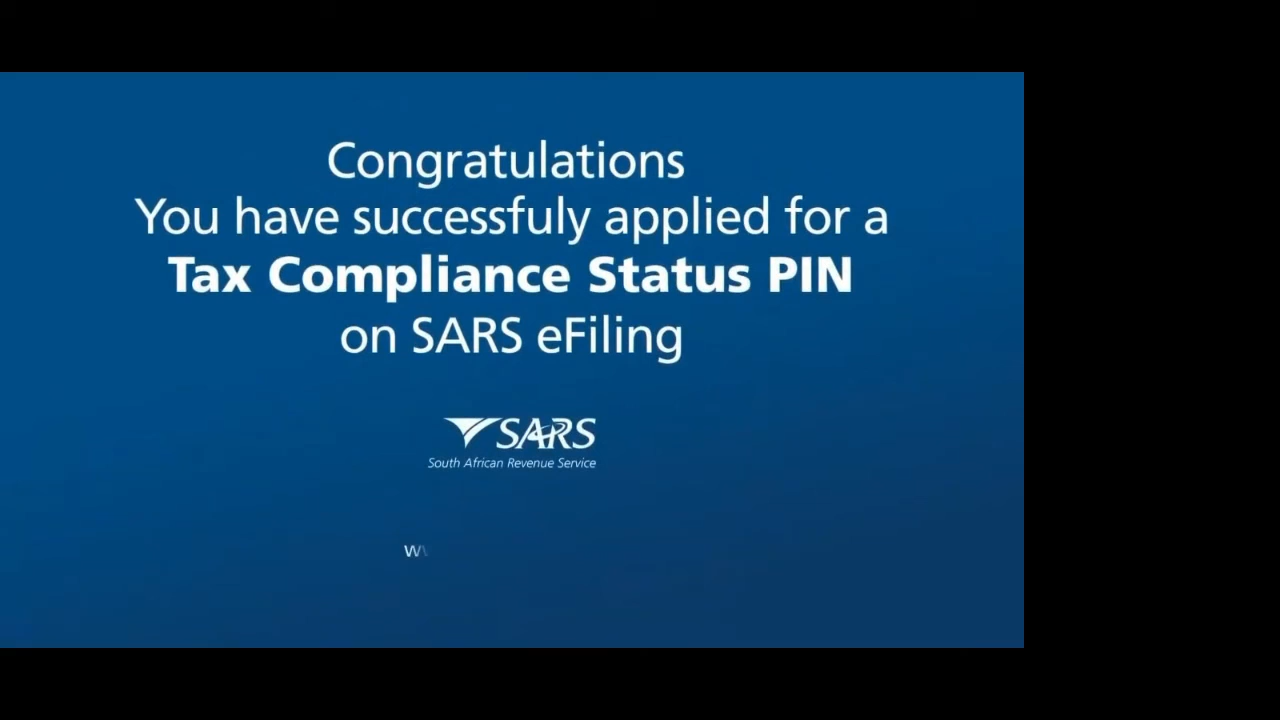 Congratulations
You have successfuly applied for a
Tax Compliance Status PIN
on SARS eFiling
SARS
South African Revenue Service